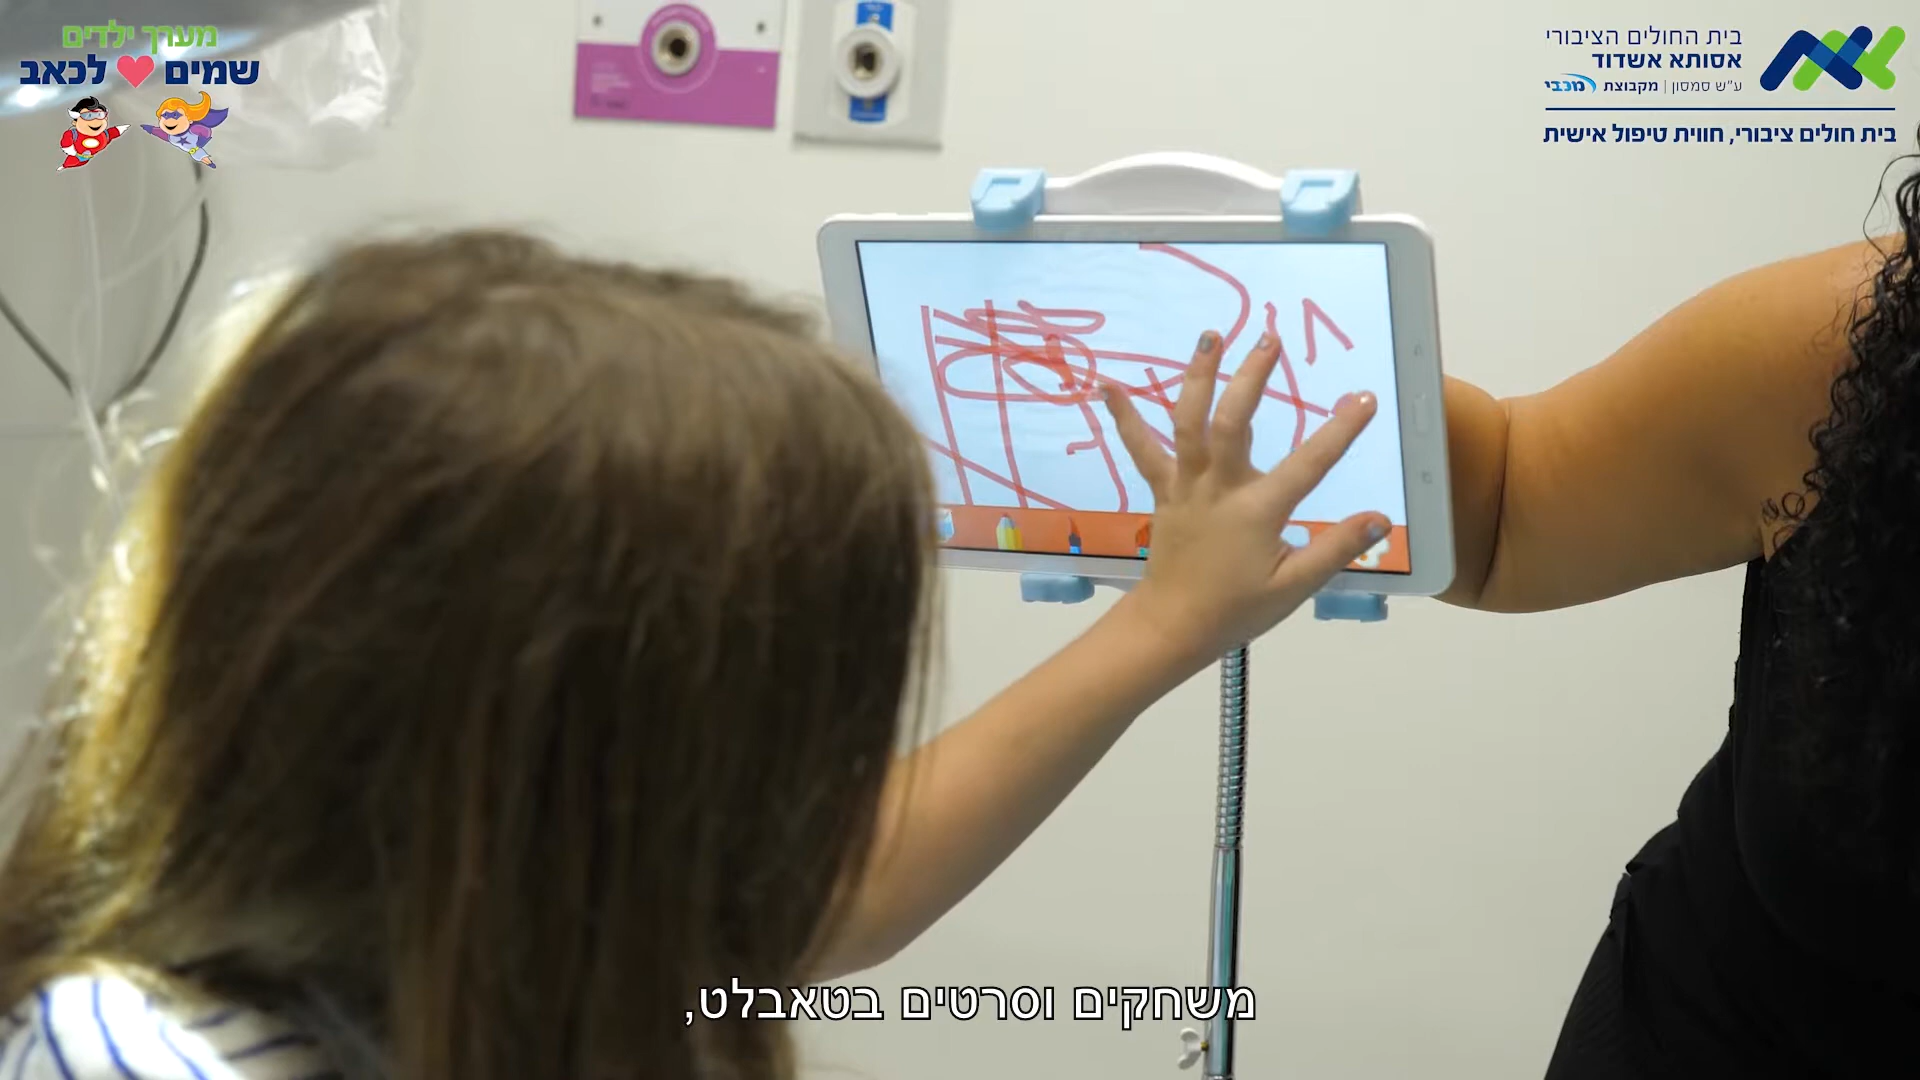 מערך ילדים
שמים לכאב
בית החולים הציבורי
אסותא אשדוד
ע"ש סמסון | מקבוצת מכבי
בית חולים ציבורי, חווית טיפול אישית
משחקים וסרטים בטאבלט,